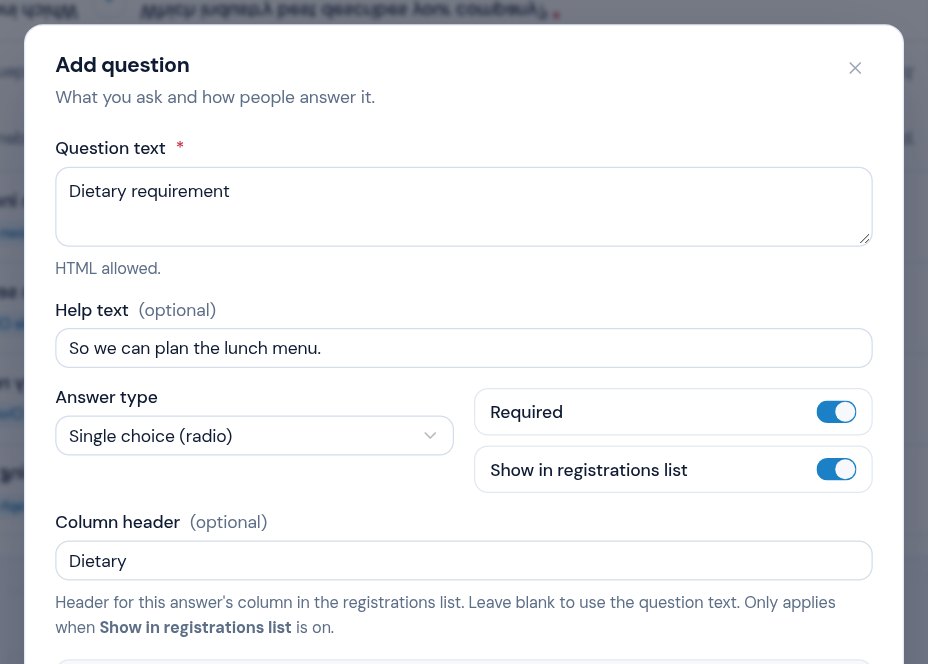 Add question
What you ask and how people answer it.
Question text *
Dietary requirement
HTML allowed.
Help text (optional)
So we can plan the lunch menu.
Answer type
Single choice (radio)
Required
Show in registrations list
Column header (optional)
Dietary
Header for this answer's column in the registrations list. Leave blank to use the question text. Only applies
when Show in registrations list is on.